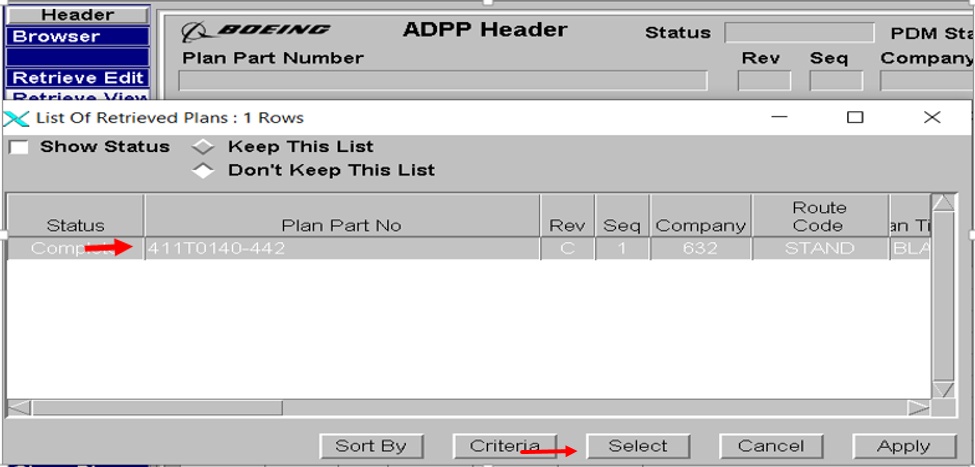 Header
Browser
Retrieve Edit
Retrieve View
BOEING ADPP Header Status PDM Sta
Plan Part Number Rev Seq Company
List Of Retrieved Plans : 1 Rows
Show Status Keep This List
Don't Keep This List
Status Plan Part No Rev Seq Company Route Code an Ti
Complete 411T0140-442 C 1 632 STAND BLA
Sort By Criteria Select Cancel Apply